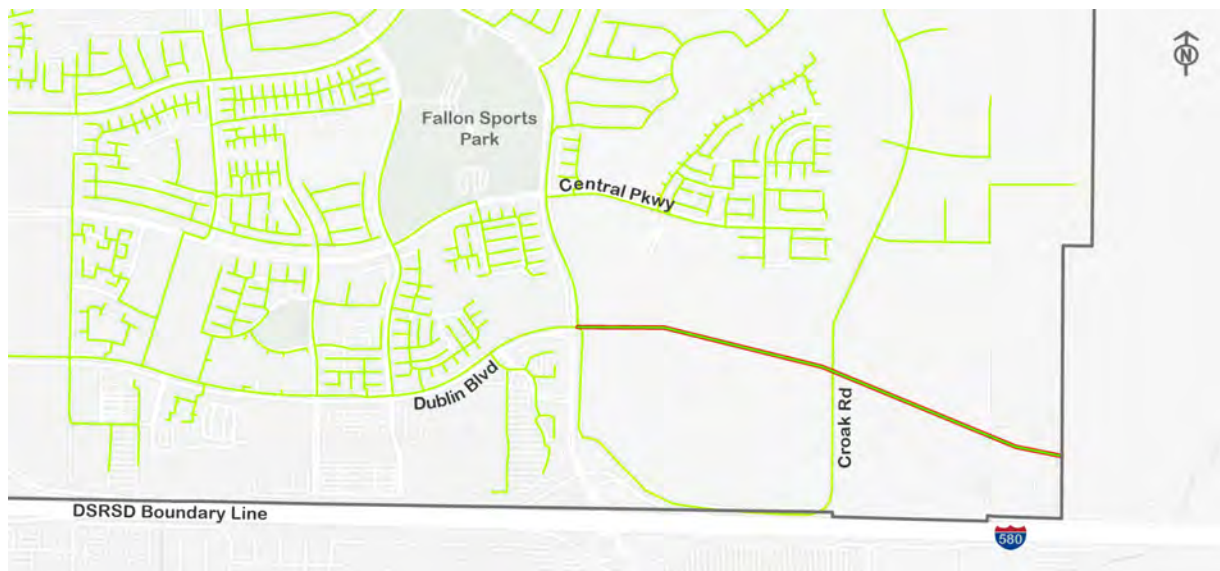 N
Fallon Sports
Park
Central Pkwy
Dublin Blvd
Croak Rd
DSRSD Boundary Line
580